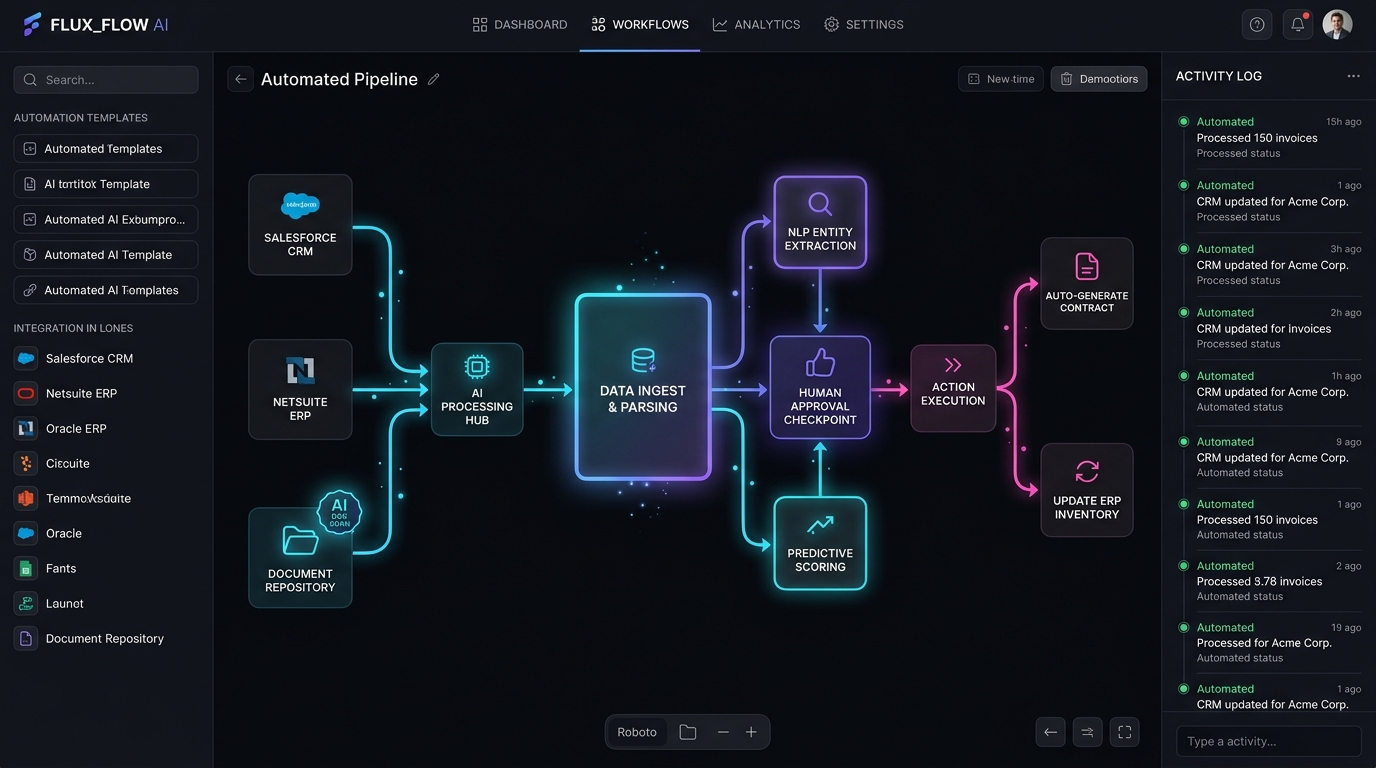 FLUX_FLOW AI
DASHBOARD
WORKFLOWS
ANALYTICS
SETTINGS
Search...
AUTOMATION TEMPLATES
Automated Templates
AI Template
Automated AI
Automated AI Template
Automated AI Templates
INTEGRATION IN LONES
Salesforce CRM
Netsuite ERP
Oracle ERP
Circuite
Oracle
Fants
Launot
Document Repository
Automated Pipeline
New-time
SALESFORCE
CRM
NETSUITE
ERP
AI
DOCUMENT
REPOSITORY
AI
PROCESSING
HUB
DATA INGEST
& PARSING
NLP ENTITY
EXTRACTION
HUMAN
APPROVAL
CHECKPOINT
PREDICTIVE
SCORING
ACTION
EXECUTION
AUTO-GENERATE
CONTRACT
UPDATE ERP
INVENTORY
Roboto
ACTIVITY LOG
Automated 15h ago
Processed 150 invoices
Processed status
Automated 1 ago
CRM updated for Acme Corp.
Processed status
Automated 3h ago
CRM updated for Acme Corp.
Processed status
Automated 2h ago
CRM updated for invoices
Processed status
Automated 1h ago
CRM updated for Acme Corp.
Automated status
Automated 9 ago
CRM updated for Acme Corp.
Automated status
Automated 1 ago
Processed 150 invoices
Automated status
Automated 2 ago
Processed 3.78 invoices
Automated status
Automated 19 ago
Processed for Acme Corp.
Automated status
Automated 1 ago
CRM updated for Acme Corp.
Type a activity...